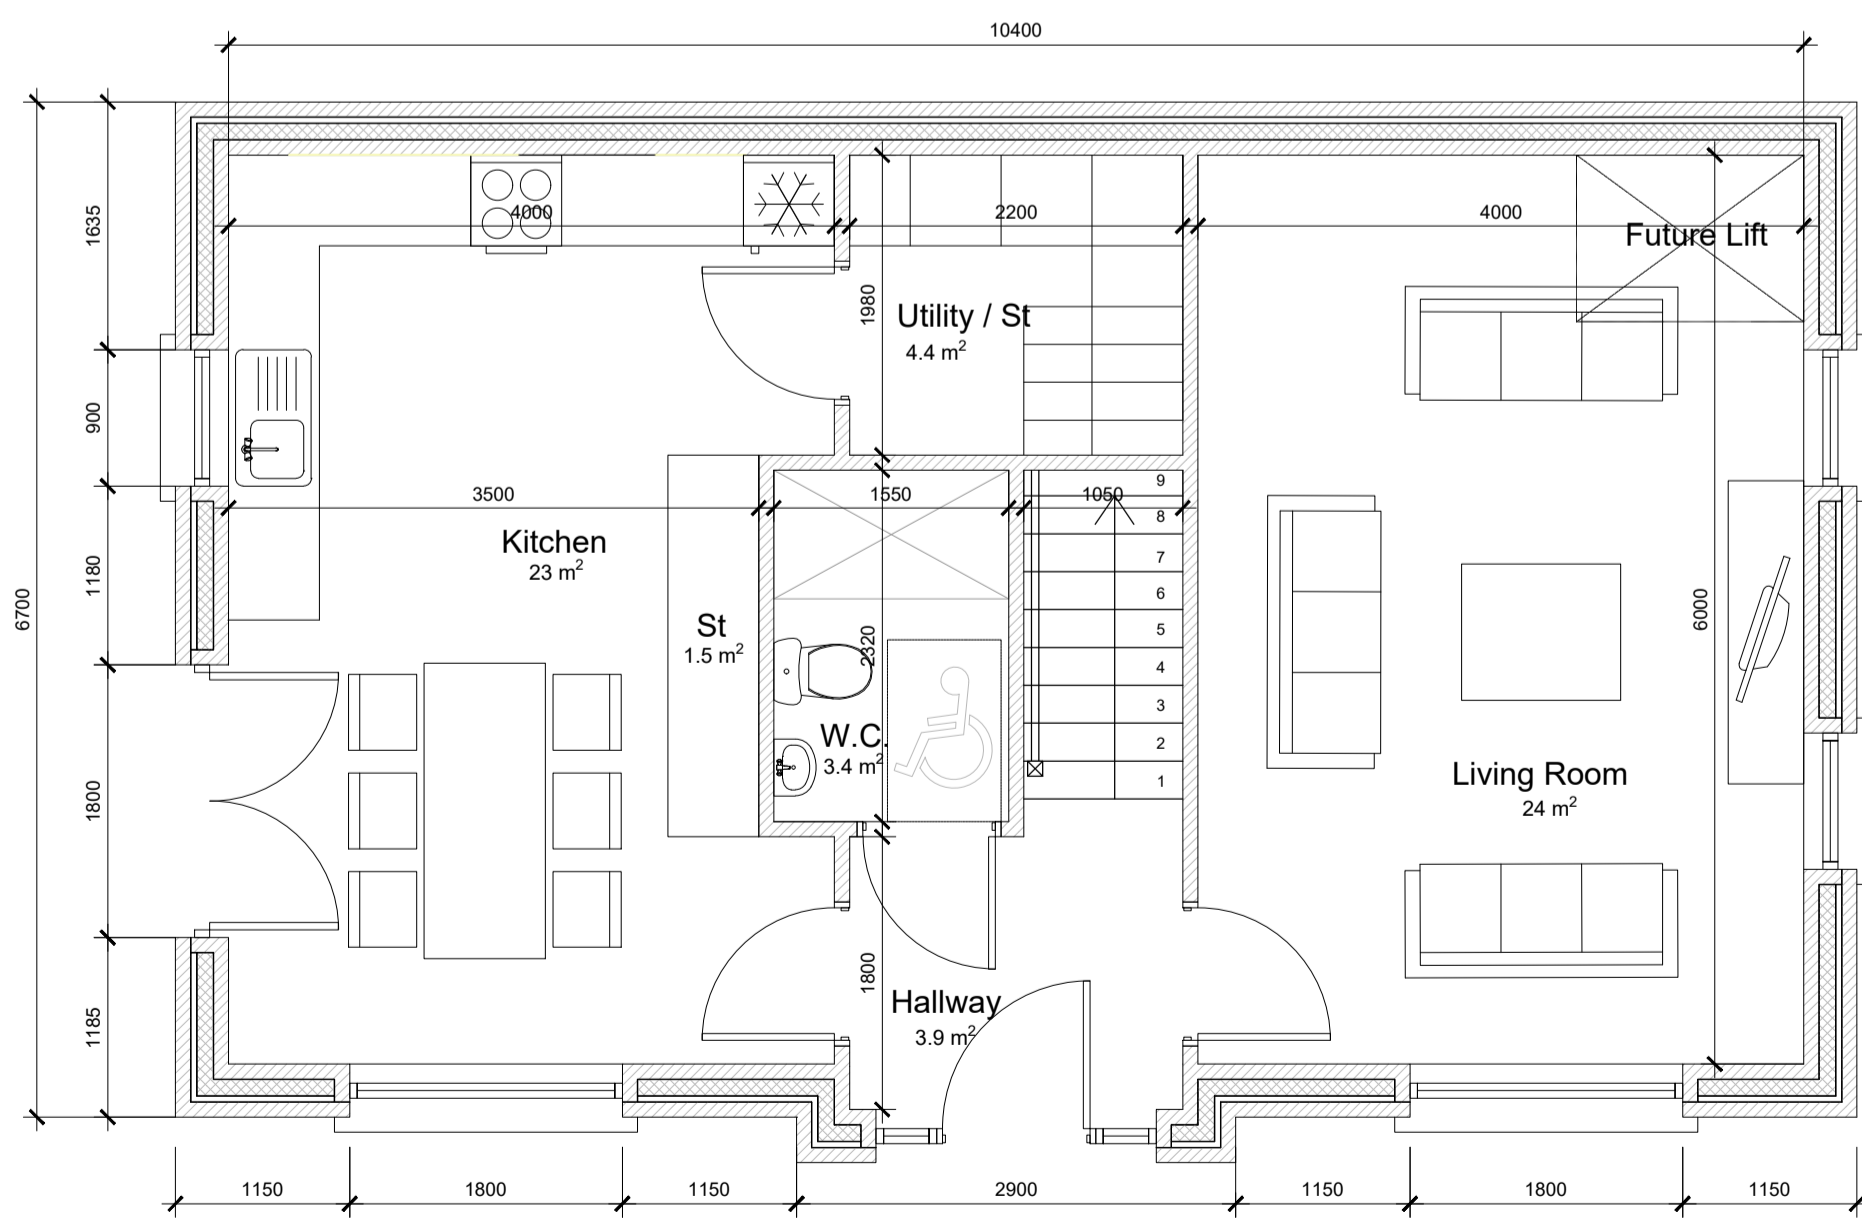 10400
4000
2200
4000
Future Lift
1635
1980
Utility / St
4.4 m²
900
3500
1550
1050
9
8
7
6
5
4
3
2
1
Kitchen
23 m²
1180
6700
St
1.5 m²
2320
6000
W.C.
3.4 m²
Living Room
24 m²
1800
1800
Hallway
3.9 m²
1185
1150
1800
1150
2900
1150
1800
1150